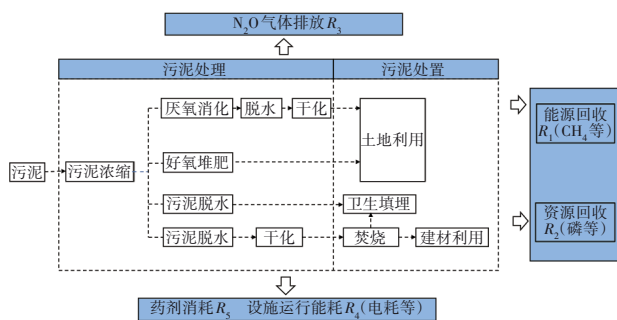 N₂O气体排放R₃
污泥处理
污泥处置
厌氧消化
脱水
干化
土地利用
能源回收
R₁(CH₄等)
污泥
污泥浓缩
好氧堆肥
污泥脱水
卫生填埋
资源回收
R₂(磷等)
污泥脱水
干化
焚烧
建材利用
药剂消耗R₅ 设施运行能耗R₄(电耗等)